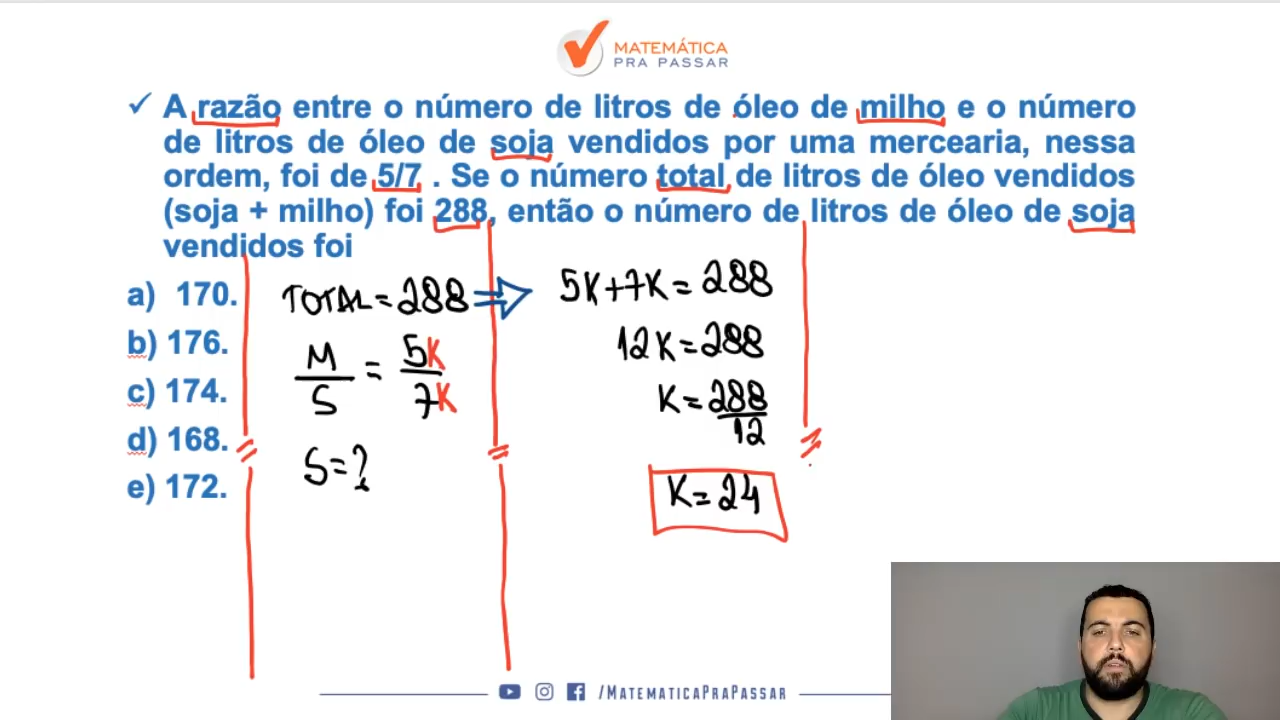 MATEMÁTICA
PRA PASSAR
✓ A razão entre o número de litros de óleo de milho e o número
de litros de óleo de soja vendidos por uma mercearia, nessa
ordem, foi de 5/7 . Se o número total de litros de óleo vendidos
(soja + milho) foi 288, então o número de litros de óleo de soja
vendidos foi
a) 170.
b) 176.
c) 174.
d) 168.
e) 172.
TOTAL = 288 ⇒
M/S = 5K/7K
S = ?
5K + 7K = 288
12K = 288
K = 288/12
K = 24
/MATEMATICAPRAPASSAR